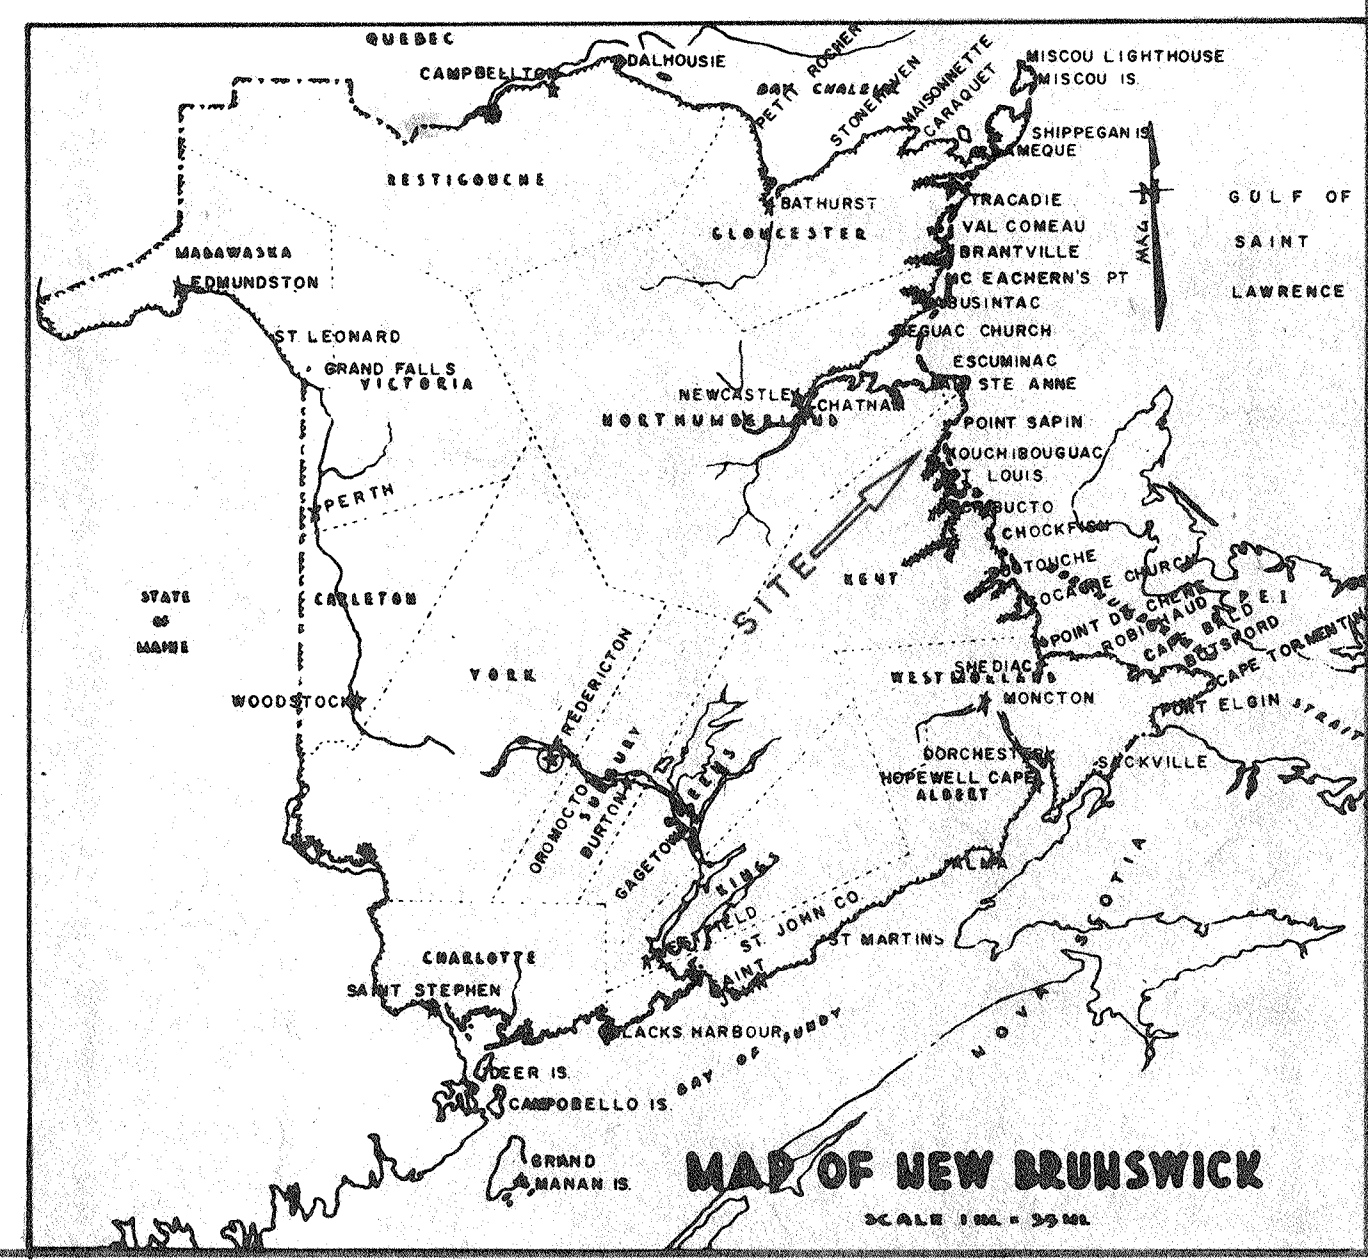 QUEBEC
CAMPBELLTON
DALHOUSIE
BAY CHALEUR
PETIT ROCHER
STONEHAVEN
MAISONNETTE
CARAQUET
MISCOU LIGHTHOUSE
MISCOU IS.
SHIPPEGAN IS
LAMEQUE
RESTIGOUCHE
BATHURST
GLOUCESTER
TRACADIE
VAL COMEAU
BRANTVILLE
MC EACHERN'S PT
BUSINTAC
NEGUAC CHURCH
MAG
GULF OF
SAINT
LAWRENCE
MADAWASKA
EDMUNDSTON
ST. LEONARD
GRAND FALLS
VICTORIA
ESCUMINAC
STE ANNE
NEWCASTLE
CHATHAM
NORTHUMBERLAND
POINT SAPIN
KOUCHIBOUGUAC
ST LOUIS
RICHIBUCTO
CHOCKFISH
PERTH
SITE
KENT
BUCTOUCHE
COCAGNE CHURCH
POINT DU CHENE
ROBICHAUD
CAPE BALD
BOTSFORD
CAPE TORMENTIN
P E I
STATE
OF
MAINE
CARLETON
YORK
WOODSTOCK
FREDERICTON
SHEDIAC
WESTMORLAND
MONCTON
PORT ELGIN
STRAIT
DORCHESTER
SACKVILLE
HOPEWELL CAPE
ALBERT
OROMOCTO
SUNBURY
BURTON
QUEENS
GAGETOWN
ALMA
KINGS
WESTFIELD
ST. JOHN CO
ST MARTINS
SAINT
JOHN
CHARLOTTE
SAINT STEPHEN
BLACKS HARBOUR
BAY OF FUNDY
NOVA SCOTIA
DEER IS.
CAMPOBELLO IS.
GRAND
MANAN IS.
MAP OF NEW BRUNSWICK
SCALE 1 IN. = 35 MI.